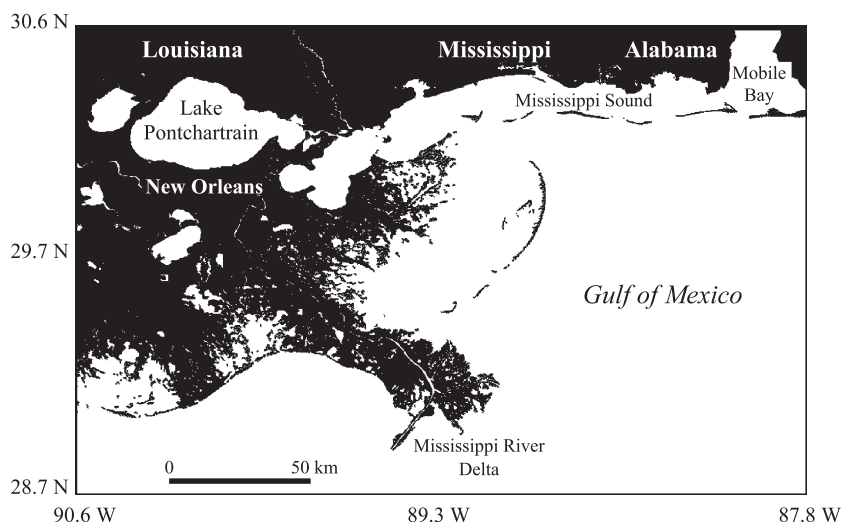 30.6 N
Louisiana
Mississippi
Alabama
Mobile
Bay
Lake
Pontchartrain
Mississippi Sound
New Orleans
29.7 N
Gulf of Mexico
Mississippi River
Delta
0
50 km
28.7 N
90.6 W
89.3 W
87.8 W